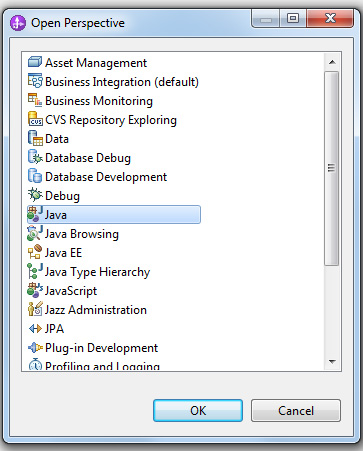 Open Perspective
Asset Management
Business Integration (default)
Business Monitoring
CVS Repository Exploring
Data
Database Debug
Database Development
Debug
Java
Java Browsing
Java EE
Java Type Hierarchy
JavaScript
Jazz Administration
JPA
Plug-in Development
Profiling and Logging
OK
Cancel